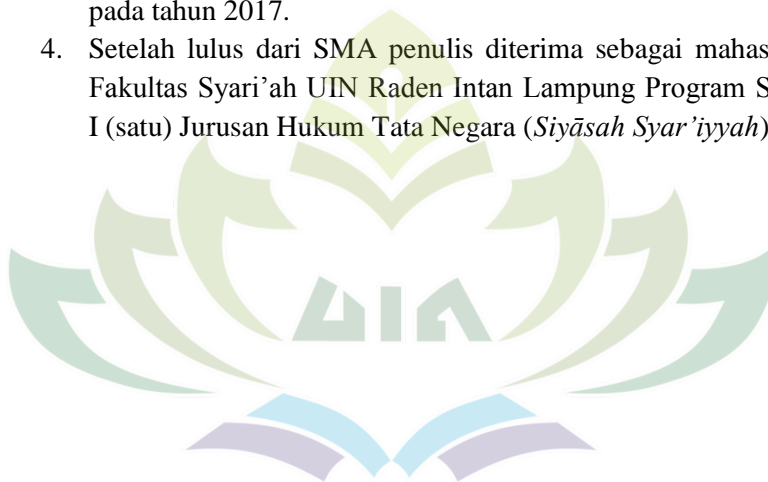 pada tahun 2017.
4. Setelah lulus dari SMA penulis diterima sebagai
Fakultas Syari’ah UIN Raden Intan Lampung Program
I (satu) Jurusan Hukum Tata Negara (Siyāsah Syar’iyyah)
UIN